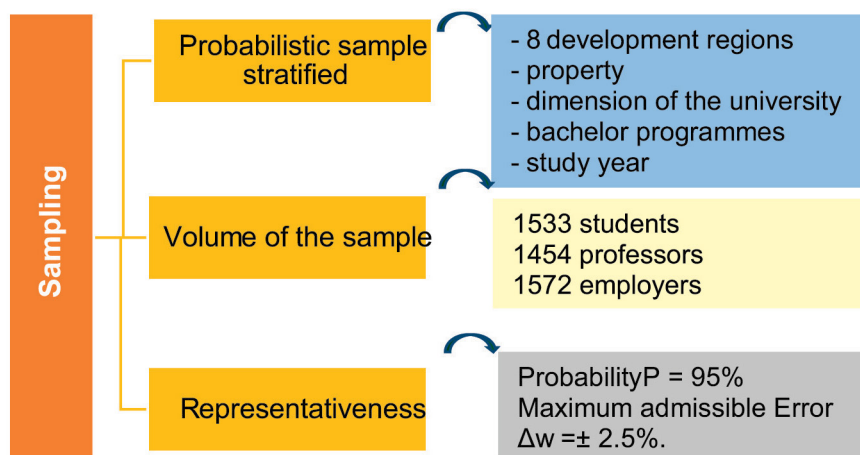 Sampling
Probabilistic sample
stratified
- 8 development regions
- property
- dimension of the university
- bachelor programmes
- study year
Volume of the sample
1533 students
1454 professors
1572 employers
Representativeness
ProbabilityP = 95%
Maximum admissible Error
Δw =± 2.5%.